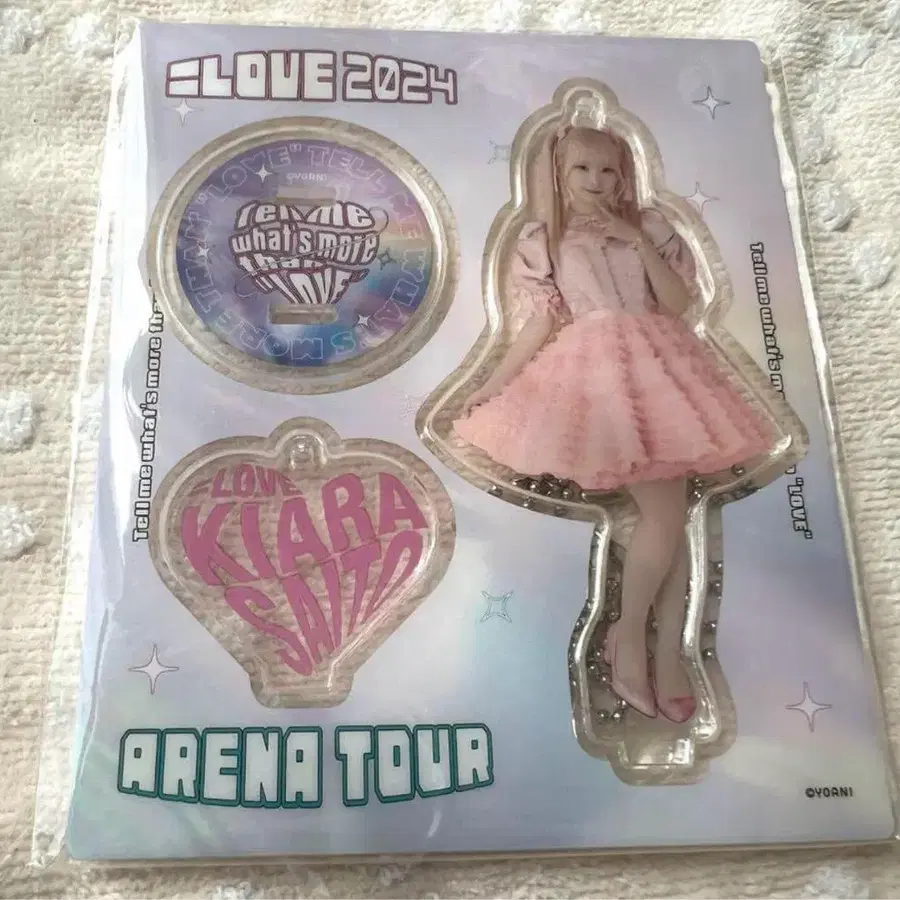 =LOVE 2024
TELL ME WHAT'S MORE THAN "LOVE"
©YOANI
Tell me
what's more
than
"LOVE"
Tell me what's more tha
Tell me what's m
"LOVE"
=LOVE
KIARA
SAITO
ARENA TOUR
©YOANI